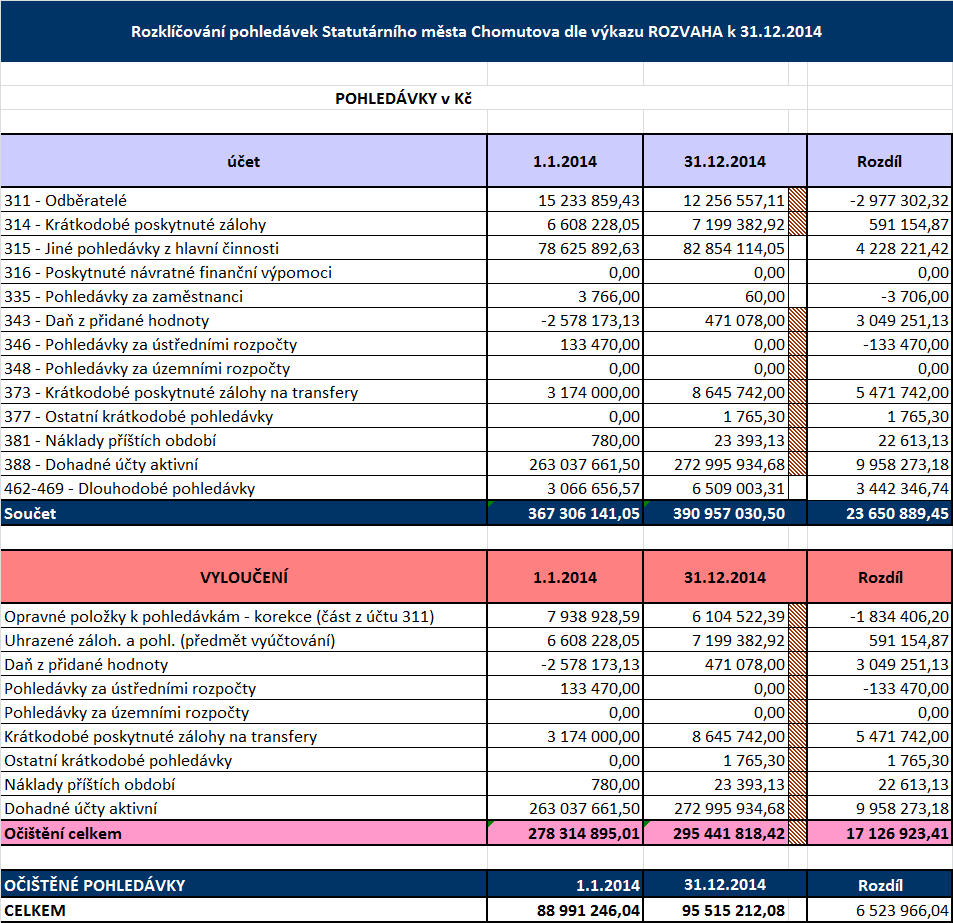 Rozklíčování pohledávek Statutárního města Chomutova dle výkazu ROZVAHA k 31.12.2014
POHLEDÁVKY v Kč
účet 1.1.2014 31.12.2014 Rozdíl
311 - Odběratelé 15 233 859,43 12 256 557,11 -2 977 302,32
314 - Krátkodobé poskytnuté zálohy 6 608 228,05 7 199 382,92 591 154,87
315 - Jiné pohledávky z hlavní činnosti 78 625 892,63 82 854 114,05 4 228 221,42
316 - Poskytnuté návratné finanční výpomoci 0,00 0,00 0,00
335 - Pohledávky za zaměstnanci 3 766,00 60,00 -3 706,00
343 - Daň z přidané hodnoty -2 578 173,13 471 078,00 3 049 251,13
346 - Pohledávky za ústředními rozpočty 133 470,00 0,00 -133 470,00
348 - Pohledávky za územními rozpočty 0,00 0,00 0,00
373 - Krátkodobé poskytnuté zálohy na transfery 3 174 000,00 8 645 742,00 5 471 742,00
377 - Ostatní krátkodobé pohledávky 0,00 1 765,30 1 765,30
381 - Náklady příštích období 780,00 23 393,13 22 613,13
388 - Dohadné účty aktivní 263 037 661,50 272 995 934,68 9 958 273,18
462-469 - Dlouhodobé pohledávky 3 066 656,57 6 509 003,31 3 442 346,74
Součet 367 306 141,05 390 957 030,50 23 650 889,45
VYLOUČENÍ 1.1.2014 31.12.2014 Rozdíl
Opravné položky k pohledávkám - korekce (část z účtu 311) 7 938 928,59 6 104 522,39 -1 834 406,20
Uhrazené záloh. a pohl. (předmět vyúčtování) 6 608 228,05 7 199 382,92 591 154,87
Daň z přidané hodnoty -2 578 173,13 471 078,00 3 049 251,13
Pohledávky za ústředními rozpočty 133 470,00 0,00 -133 470,00
Pohledávky za územními rozpočty 0,00 0,00 0,00
Krátkodobé poskytnuté zálohy na transfery 3 174 000,00 8 645 742,00 5 471 742,00
Ostatní krátkodobé pohledávky 0,00 1 765,30 1 765,30
Náklady příštích období 780,00 23 393,13 22 613,13
Dohadné účty aktivní 263 037 661,50 272 995 934,68 9 958 273,18
Očištění celkem 278 314 895,01 295 441 818,42 17 126 923,41
OČIŠTĚNÉ POHLEDÁVKY 1.1.2014 31.12.2014 Rozdíl
CELKEM 88 991 246,04 95 515 212,08 6 523 966,04